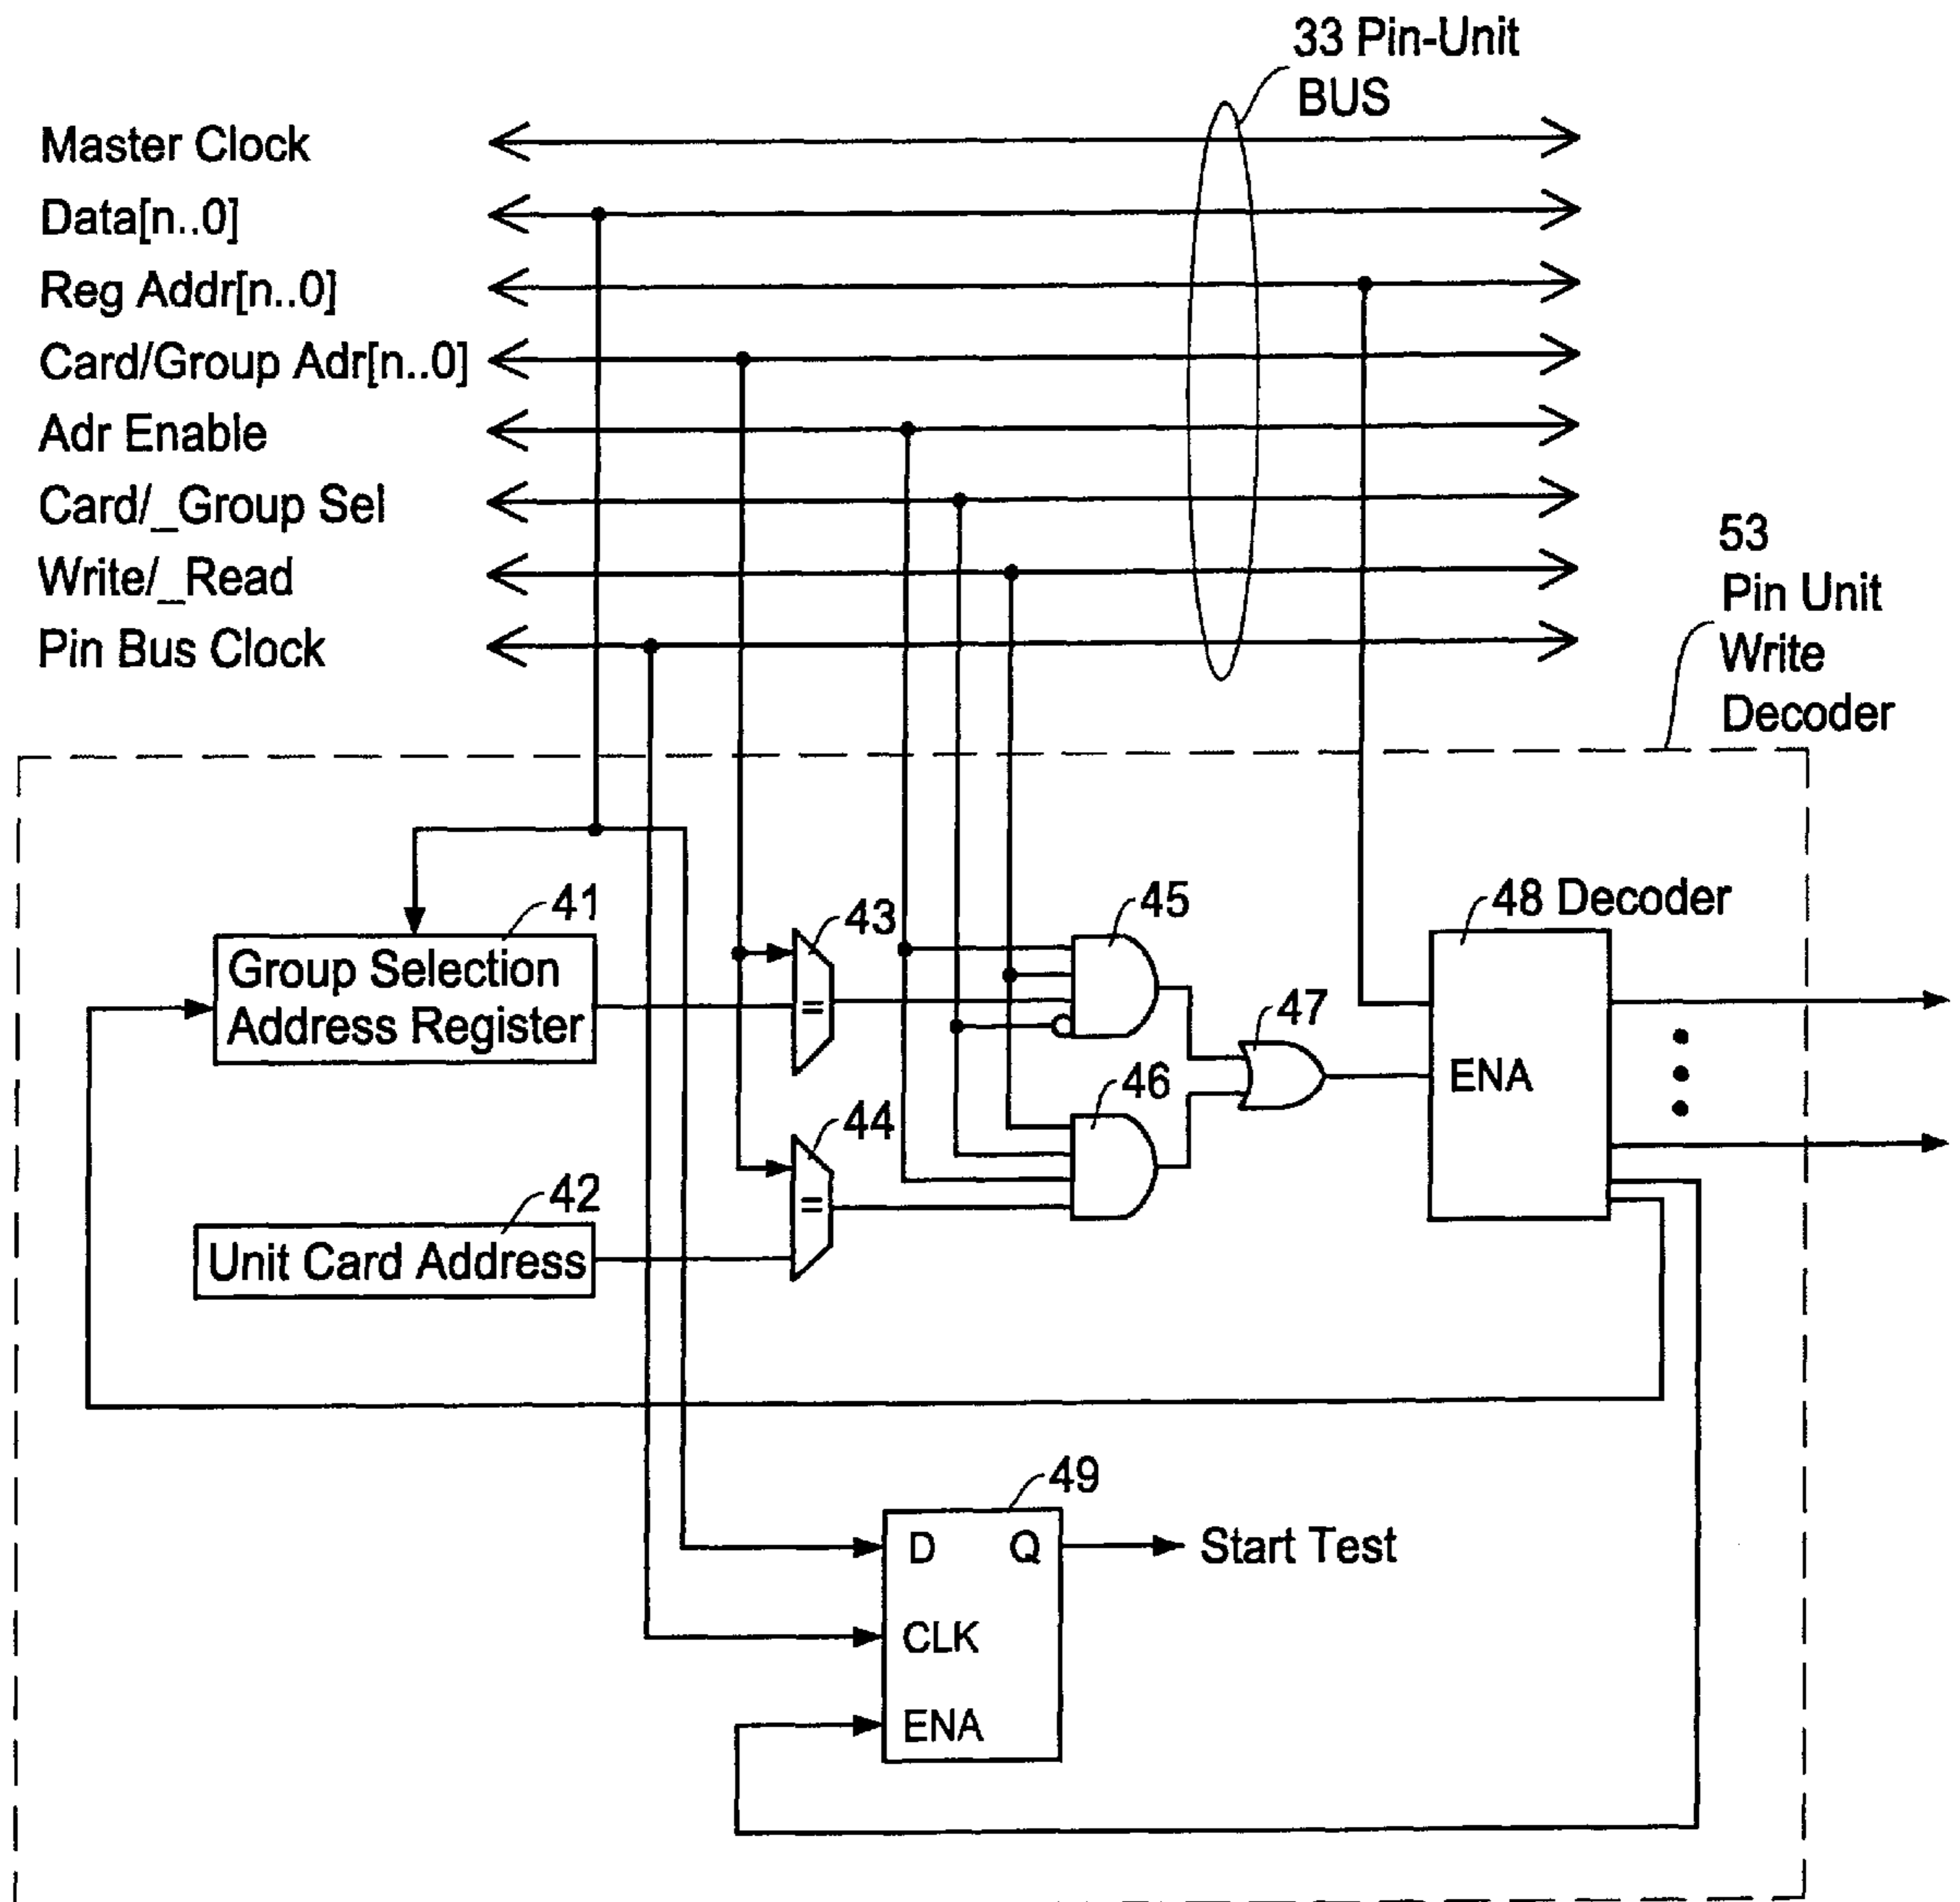 33 Pin-Unit
BUS
Master Clock
Data[n..0]
Reg Addr[n..0]
Card/Group Adr[n..0]
Adr Enable
Card/_Group Sel
Write/_Read
Pin Bus Clock
53
Pin Unit
Write
Decoder
41
Group Selection
Address Register
43
=
45
47
48 Decoder
ENA
46
44
=
42
Unit Card Address
49
D
Q
Start Test
CLK
ENA